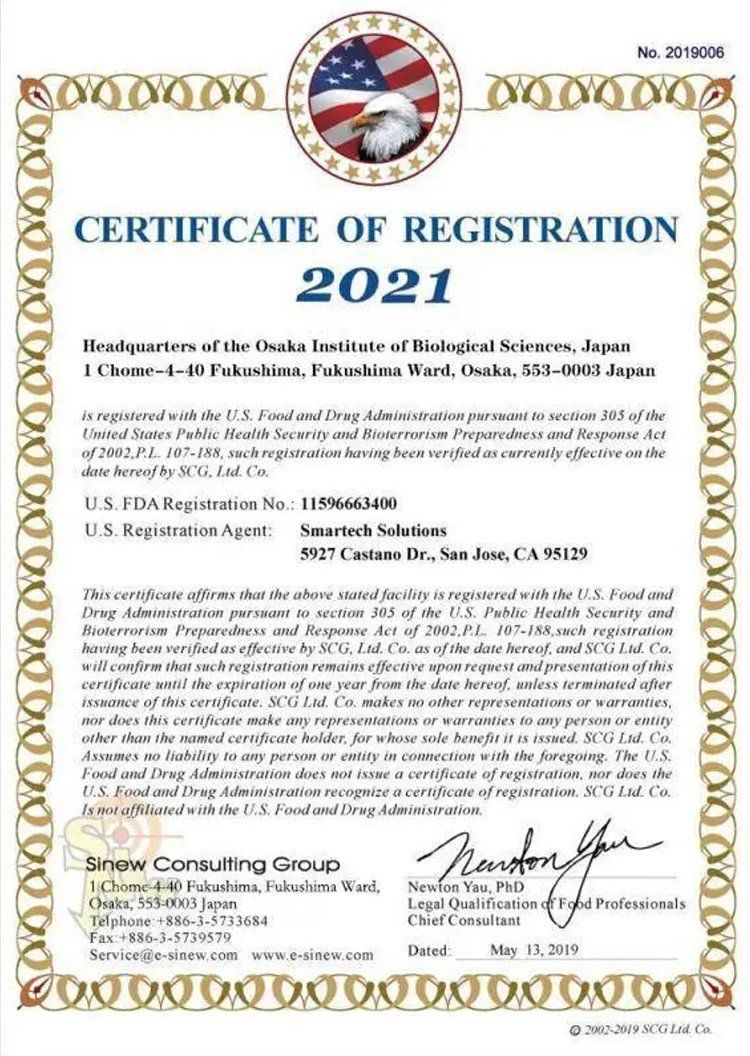 No. 2019006
CERTIFICATE OF REGISTRATION
2021
Headquarters of the Osaka Institute of Biological Sciences, Japan
1 Chome-4-40 Fukushima, Fukushima Ward, Osaka, 553-0003 Japan
is registered with the U.S. Food and Drug Administration pursuant to section 305 of the
United States Public Health Security and Bioterrorism Preparedness and Response Act
of 2002,P.L. 107-188, such registration having been verified as currently effective on the
date hereof by SCG, Ltd. Co.
U.S. FDA Registration No.: 11596663400
U.S. Registration Agent: Smartech Solutions
5927 Castano Dr., San Jose, CA 95129
This certificate affirms that the above stated facility is registered with the U.S. Food and
Drug Administration pursuant to section 305 of the U.S. Public Health Security and
Bioterrorism Preparedness and Response Act of 2002,P.L. 107-188,such registration
having been verified as effective by SCG, Ltd. Co. as of the date hereof, and SCG Ltd. Co.
will confirm that such registration remains effective upon request and presentation of this
certificate until the expiration of one year from the date hereof, unless terminated after
issuance of this certificate. SCG Ltd. Co. makes no other representations or warranties,
nor does this certificate make any representations or warranties to any person or entity
other than the named certificate holder, for whose sole benefit it is issued. SCG Ltd. Co.
Assumes no liability to any person or entity in connection with the foregoing. The U.S.
Food and Drug Administration does not issue a certificate of registration, nor does the
U.S. Food and Drug Administration recognize a certificate of registration. SCG Ltd. Co.
Is not affiliated with the U.S. Food and Drug Administration.
Sinew Consulting Group
1 Chome-4-40 Fukushima, Fukushima Ward,
Osaka, 553-0003 Japan
Telphone:+886-3-5733684
Fax:+886-3-5739579
Service@e-sinew.com www.e-sinew.com
Newton Yau
Newton Yau, PhD
Legal Qualification of Food Professionals
Chief Consultant
Dated: May 13, 2019
© 2002-2019 SCG Ltd. Co.